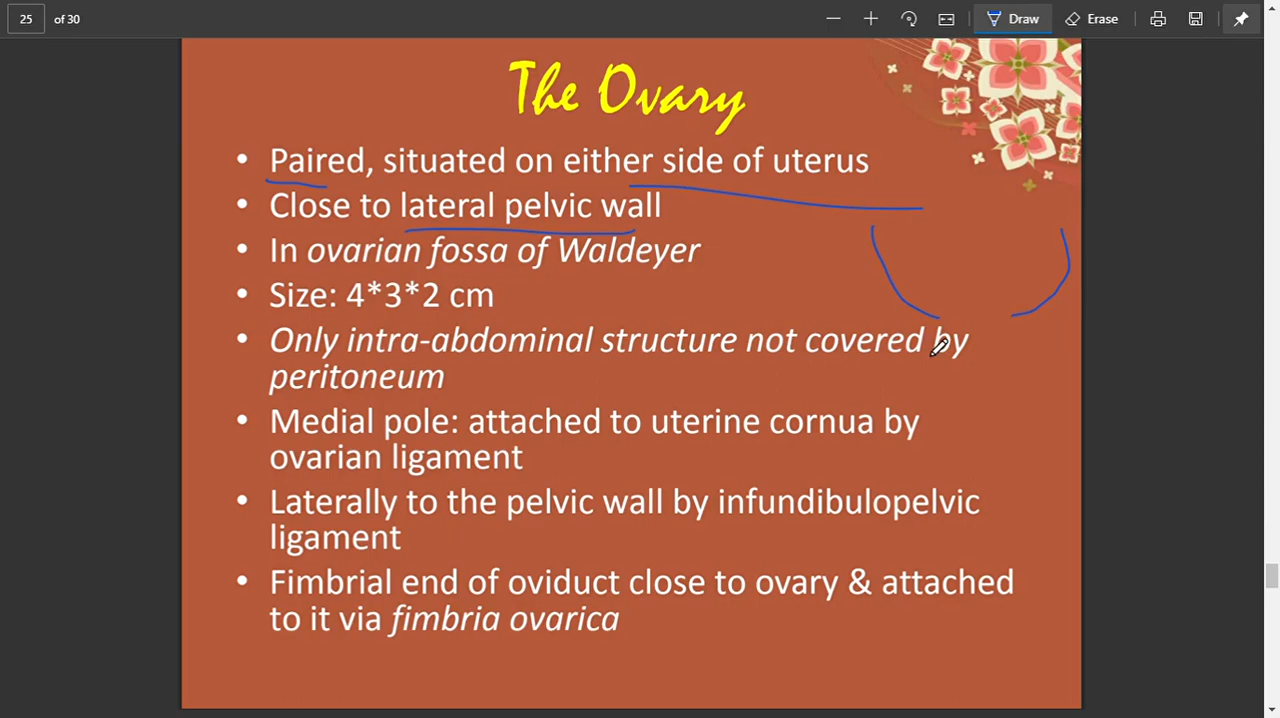 25 of 30 Draw Erase
The Ovary
• Paired, situated on either side of uterus
• Close to lateral pelvic wall
• In ovarian fossa of Waldeyer
• Size: 4*3*2 cm
• Only intra-abdominal structure not covered by
peritoneum
• Medial pole: attached to uterine cornua by
ovarian ligament
• Laterally to the pelvic wall by infundibulopelvic
ligament
• Fimbrial end of oviduct close to ovary & attached
to it via fimbria ovarica